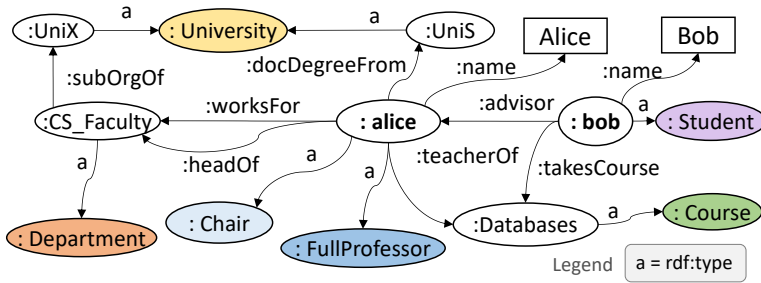 :UniX
a
: University
a
:UniS
Alice
Bob
:subOrgOf
:docDegreeFrom
:name
:name
:CS_Faculty
:worksFor
: alice
:advisor
: bob
a
: Student
a
:headOf
a
a
:teacherOf
:takesCourse
: Department
: Chair
: FullProfessor
:Databases
a
: Course
Legend
a = rdf:type